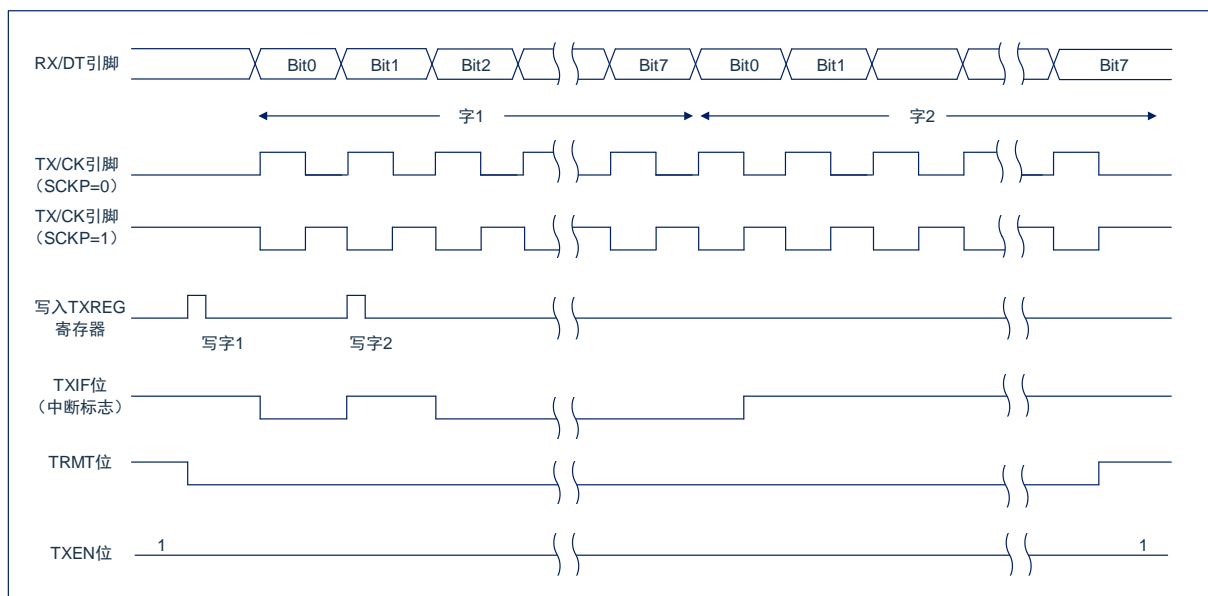 RX/DT引脚
Bit0 Bit1 Bit2 Bit7 Bit0 Bit1 Bit7
字1 字2
TX/CK引脚
（SCKP=0）
TX/CK引脚
（SCKP=1）
写入TXREG
寄存器
写字1 写字2
TXIF位
（中断标志）
TRMT位
TXEN位
1 1